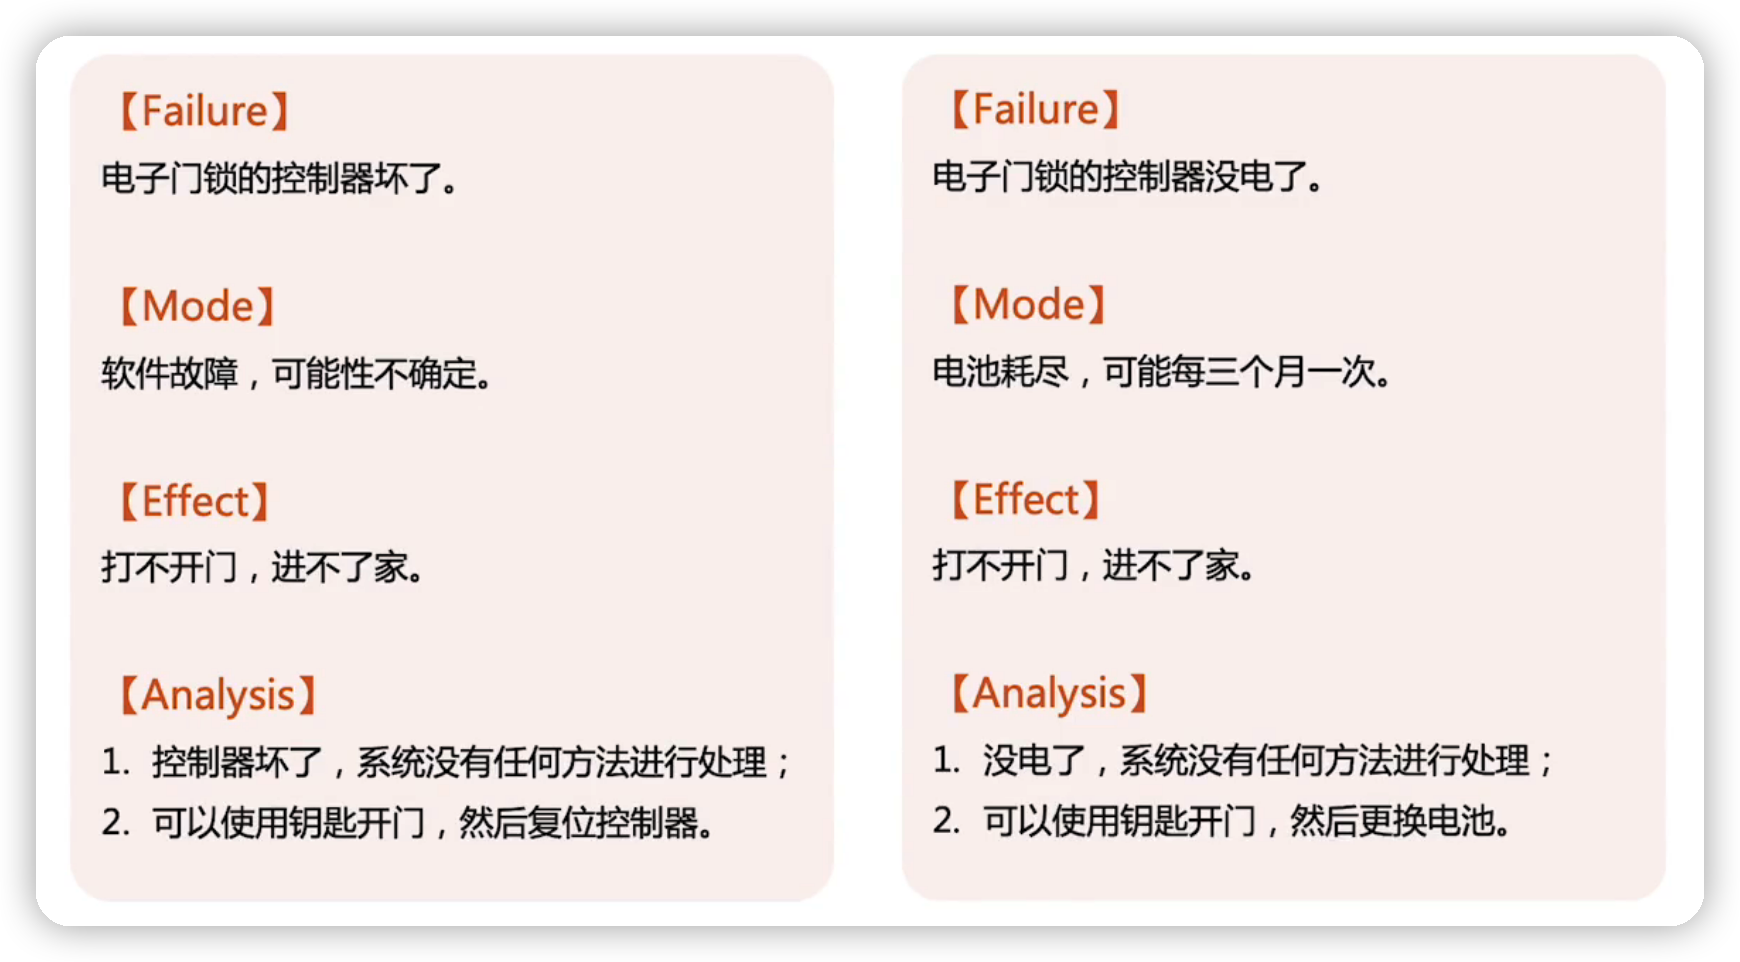 【Failure】
电子门锁的控制器坏了。
【Mode】
软件故障，可能性不确定。
【Effect】
打不开门，进不了家。
【Analysis】
1. 控制器坏了，系统没有任何方法进行处理；
2. 可以使用钥匙开门，然后复位控制器。
【Failure】
电子门锁的控制器没电了。
【Mode】
电池耗尽，可能每三个月一次。
【Effect】
打不开门，进不了家。
【Analysis】
1. 没电了，系统没有任何方法进行处理；
2. 可以使用钥匙开门，然后更换电池。